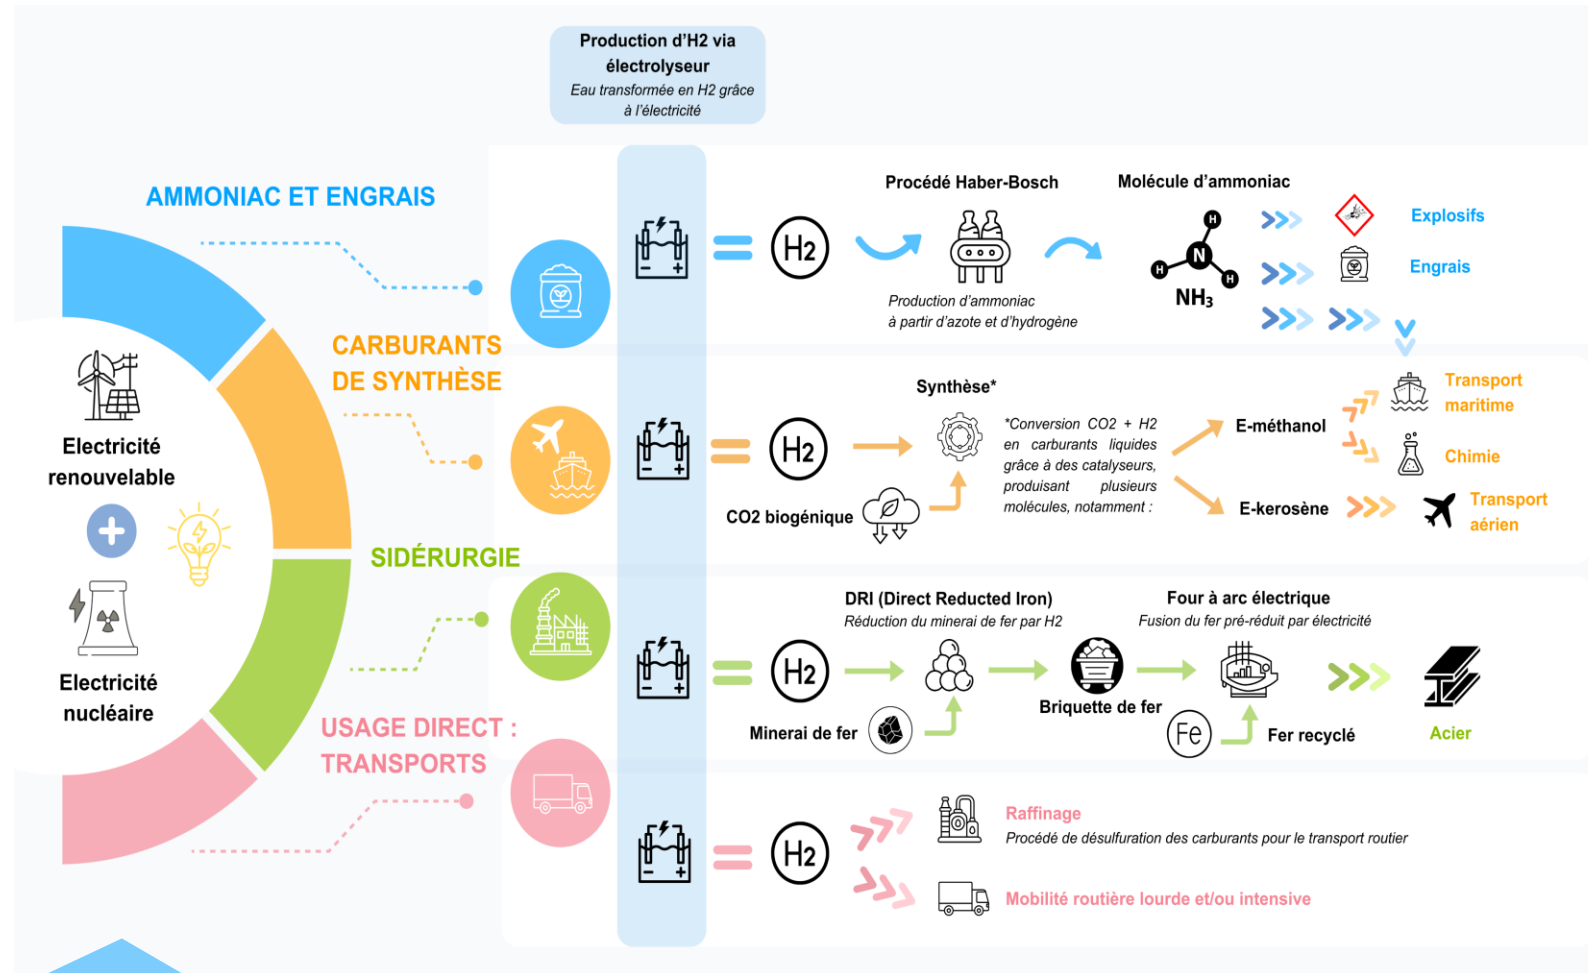 Production d'H2 via
électrolyseur
Eau transformée en H2 grâce
à l'électricité
AMMONIAC ET ENGRAIS
CARBURANTS
DE SYNTHÈSE
SIDÉRURGIE
USAGE DIRECT :
TRANSPORTS
Electricité
renouvelable
+
Electricité
nucléaire
- +
H2
Procédé Haber-Bosch
Production d'ammoniac
à partir d'azote et d'hydrogène
Molécule d'ammoniac
H
N
H
H
NH₃
Explosifs
Engrais
- +
H2
CO2 biogénique
Synthèse*
*Conversion CO2 + H2
en carburants liquides
grâce à des catalyseurs,
produisant plusieurs
molécules, notamment :
E-méthanol
Transport
maritime
Chimie
E-kerosène
Transport
aérien
- +
H2
DRI (Direct Reducted Iron)
Réduction du minerai de fer par H2
Minerai de fer
Briquette de fer
Four à arc électrique
Fusion du fer pré-réduit par électricité
Fe
Fer recyclé
Acier
- +
H2
Raffinage
Procédé de désulfuration des carburants pour le transport routier
Mobilité routière lourde et/ou intensive